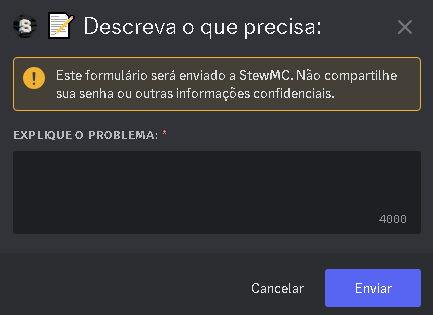 Descreva o que precisa:
Este formulário será enviado a StewMC. Não compartilhe
sua senha ou outras informações confidenciais.
EXPLIQUE O PROBLEMA: *
4000
Cancelar
Enviar